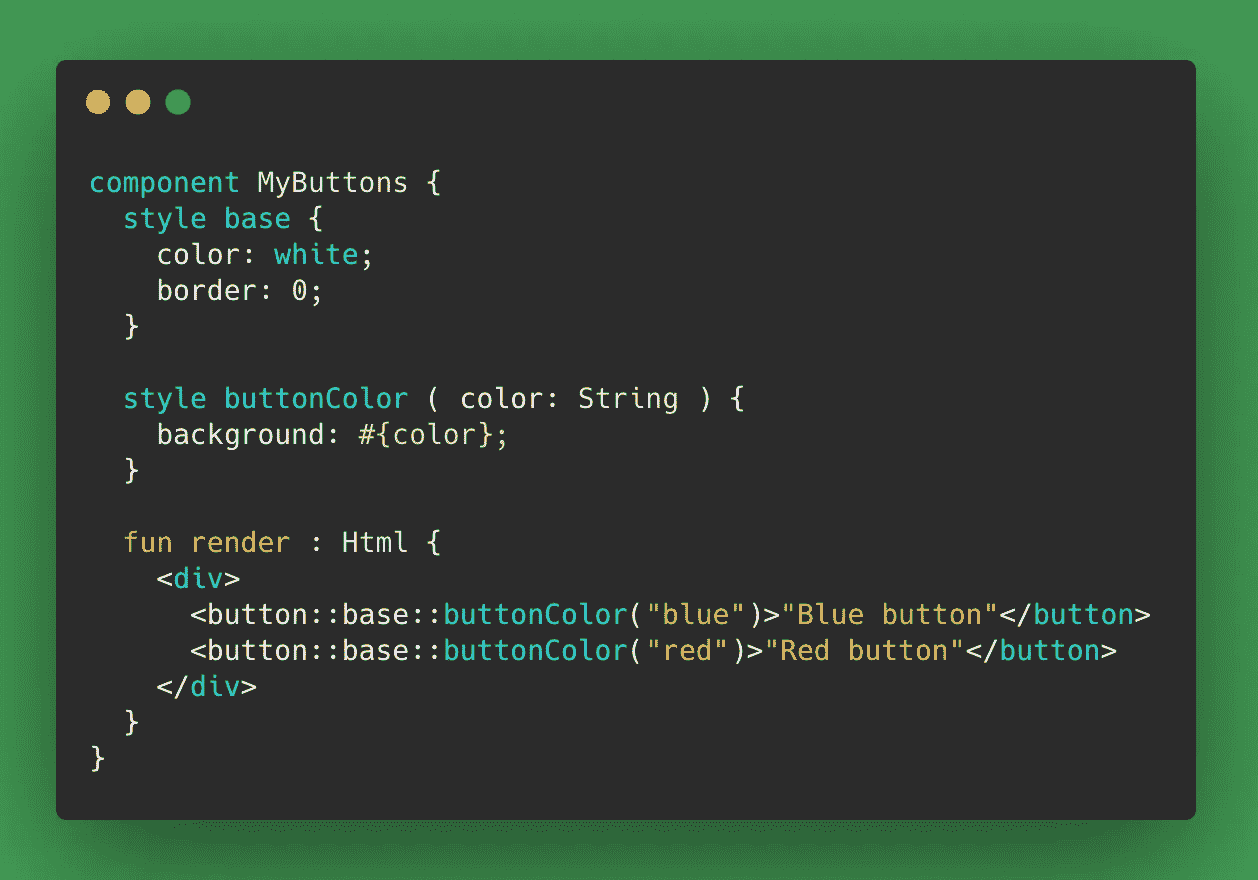 component MyButtons {
  style base {
    color: white;
    border: 0;
  }

  style buttonColor ( color: String ) {
    background: #{color};
  }

  fun render : Html {
    <div>
      <button::base::buttonColor("blue")>"Blue button"</button>
      <button::base::buttonColor("red")>"Red button"</button>
    </div>
  }
}